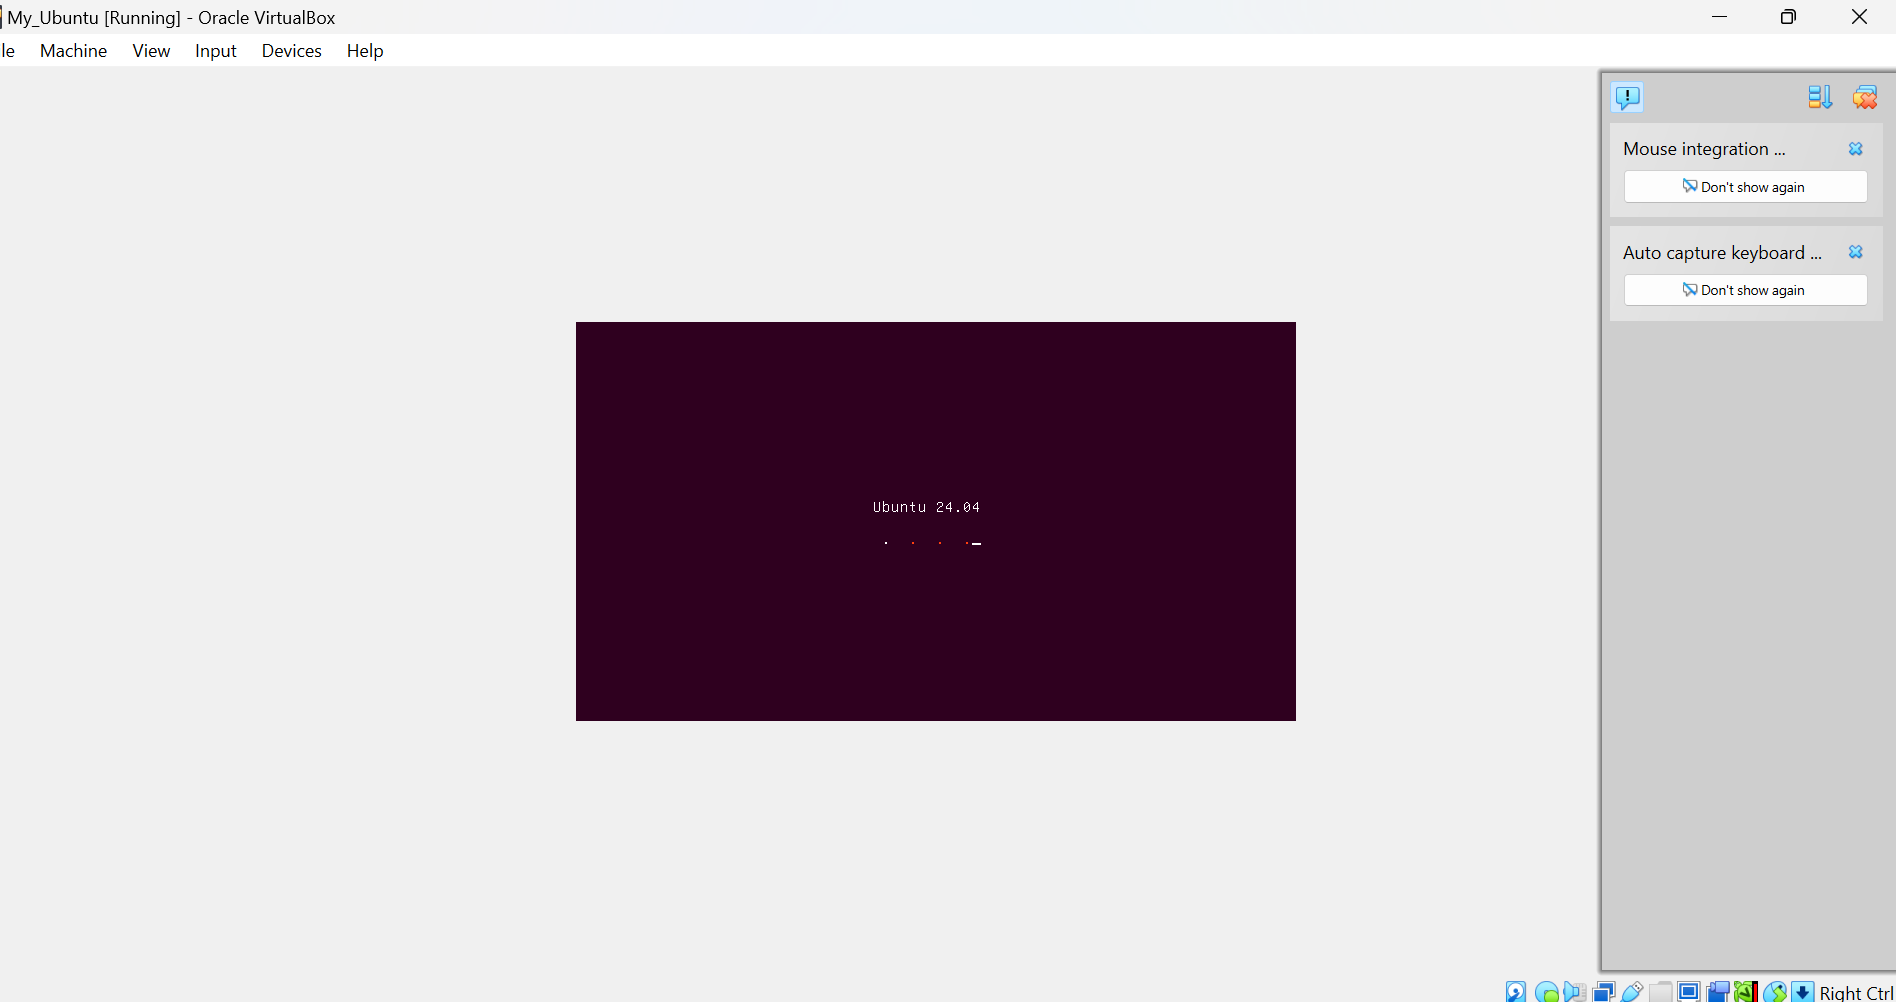 My_Ubuntu [Running] - Oracle VirtualBox
le Machine View Input Devices Help
Mouse integration ...
Don't show again
Auto capture keyboard ...
Don't show again
Ubuntu 24.04
Right Ctrl